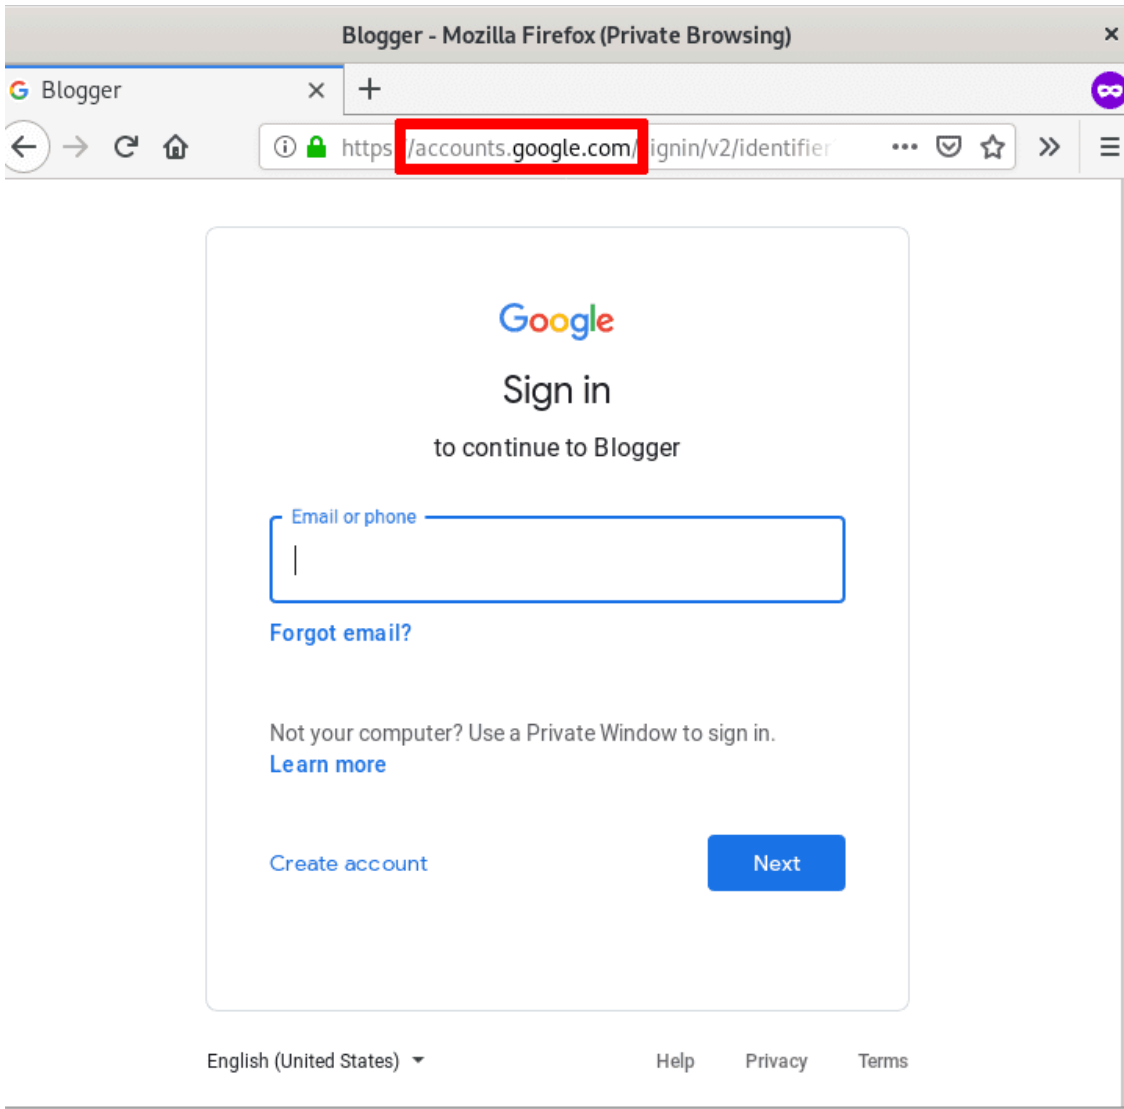 Blogger - Mozilla Firefox (Private Browsing)
Blogger
https /accounts.google.com/ ignin/v2/identifier
Google
Sign in
to continue to Blogger
Email or phone
Forgot email?
Not your computer? Use a Private Window to sign in.
Learn more
Create account
Next
English (United States)
Help Privacy Terms